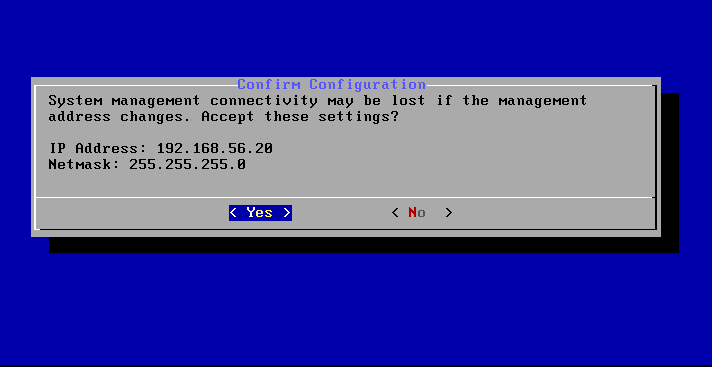 Confirm Configuration
System management connectivity may be lost if the management
address changes. Accept these settings?
IP Address: 192.168.56.20
Netmask: 255.255.255.0
< Yes > < No >